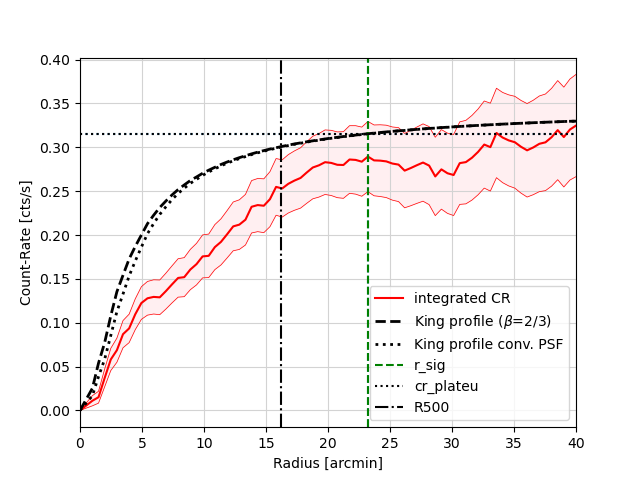 0.40
0.35
0.30
0.25
0.20
0.15
0.10
0.05
0.00
Count-Rate [cts/s]
integrated CR
King profile (β=2/3)
King profile conv. PSF
r_sig
cr_plateu
R500
0 5 10 15 20 25 30 35 40
Radius [arcmin]